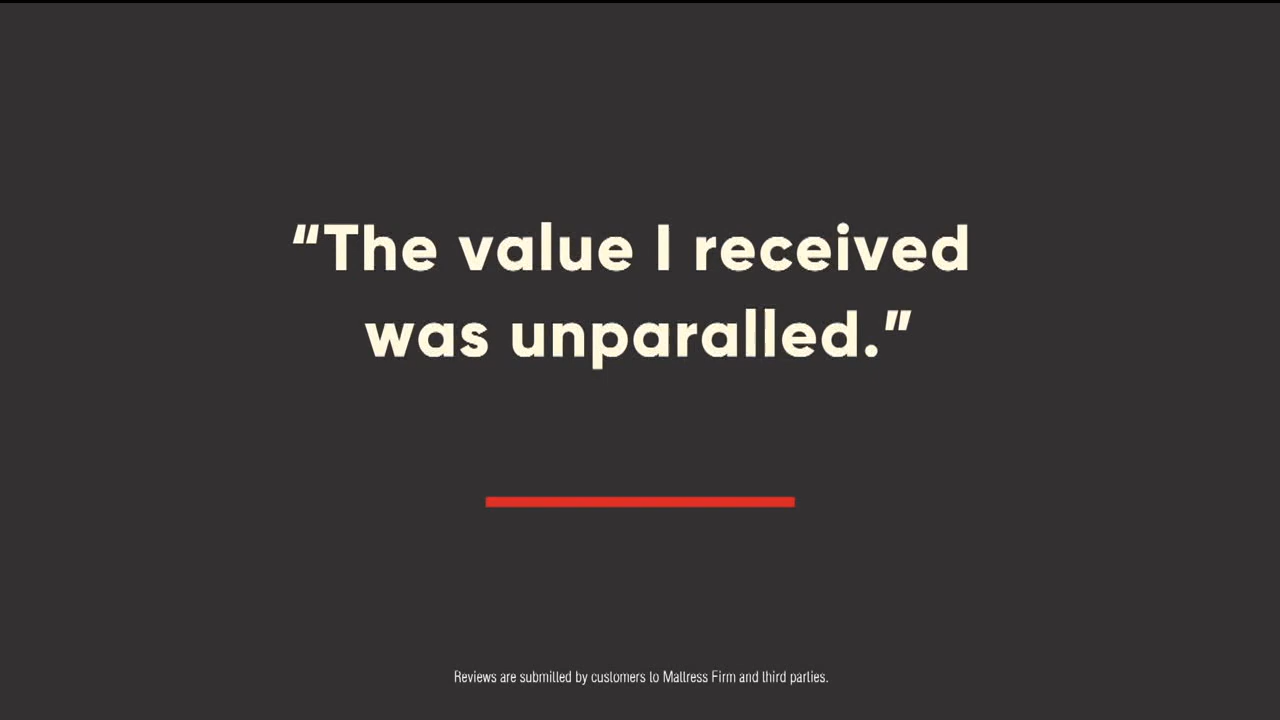 “The value I received
was unparalled.”
Reviews are submitted by customers to Mattress Firm and third parties.